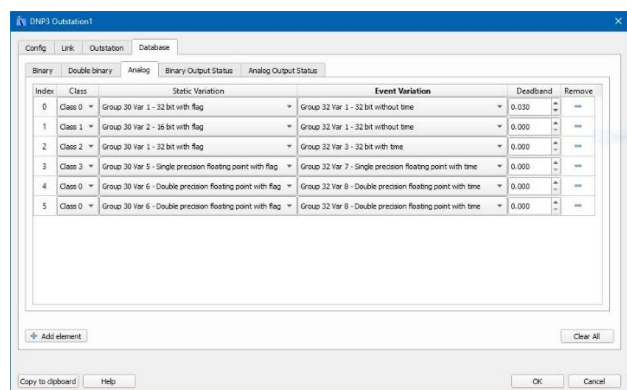 DNP3 Outstation1
Config Link Outstation Database
Binary Double binary Analog Binary Output Status Analog Output Status
Index Class Static Variation Event Variation Deadband Remove
0 Class 0 Group 30 Var 1 - 32 bit with flag Group 32 Var 1 - 32 bit without time 0.030
1 Class 1 Group 30 Var 2 - 16 bit with flag Group 32 Var 1 - 32 bit without time 0.000
2 Class 2 Group 30 Var 1 - 32 bit with flag Group 32 Var 3 - 32 bit with time 0.000
3 Class 3 Group 30 Var 5 - Single precision floating point with flag Group 32 Var 7 - Single precision floating point with time 0.000
4 Class 0 Group 30 Var 6 - Double precision floating point with flag Group 32 Var 8 - Double precision floating point with time 0.000
5 Class 0 Group 30 Var 6 - Double precision floating point with flag Group 32 Var 8 - Double precision floating point with time 0.000
Add element Clear All
Copy to clipboard Help OK Cancel